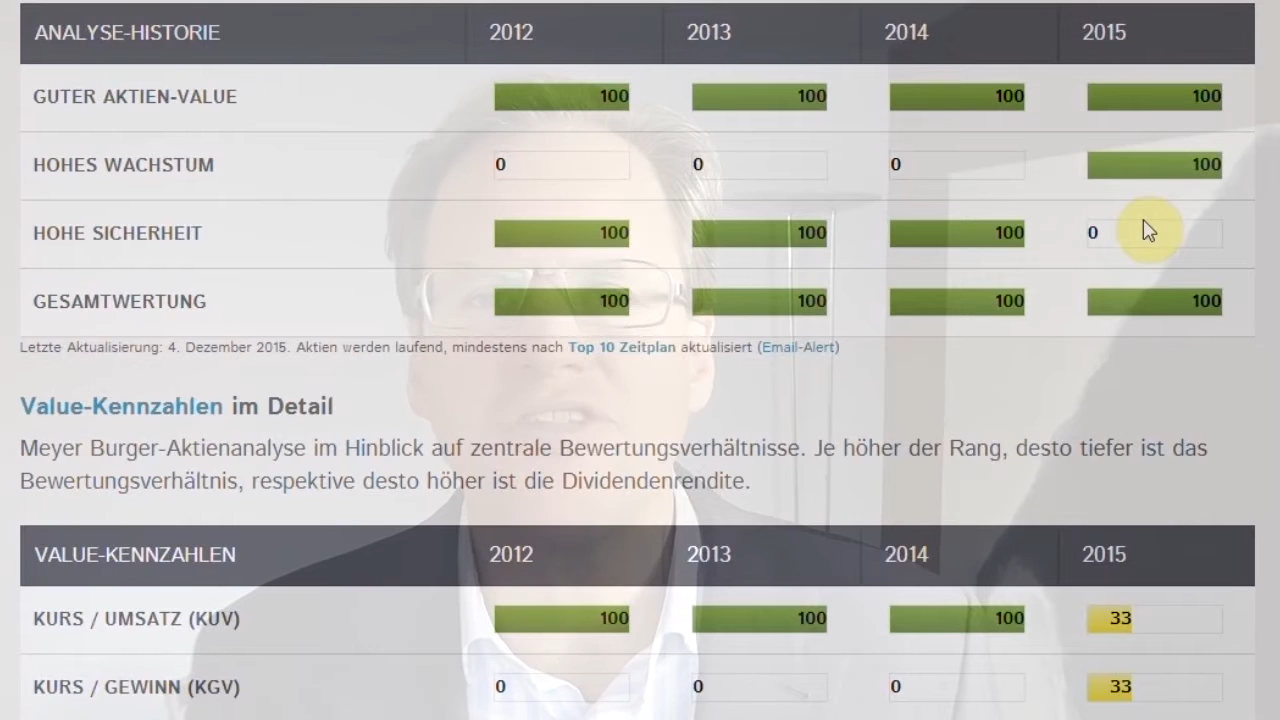 ANALYSE-HISTORIE 2012 2013 2014 2015
GUTER AKTIEN-VALUE 100 100 100 100
HOHES WACHSTUM 0 0 0 100
HOHE SICHERHEIT 100 100 100 0
GESAMTWERTUNG 100 100 100 100
Letzte Aktualisierung: 4. Dezember 2015. Aktien werden laufend, mindestens nach Top 10 Zeitplan aktualisiert (Email-Alert)
Value-Kennzahlen im Detail
Meyer Burger-Aktienanalyse im Hinblick auf zentrale Bewertungsverhältnisse. Je höher der Rang, desto tiefer ist das
Bewertungsverhältnis, respektive desto höher ist die Dividendenrendite.
VALUE-KENNZAHLEN 2012 2013 2014 2015
KURS / UMSATZ (KUV) 100 100 100 33
KURS / GEWINN (KGV) 0 0 0 33